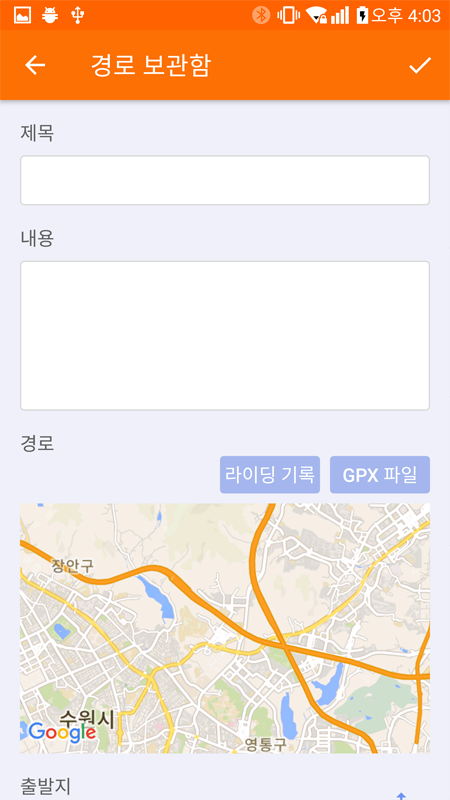 오후 4:03
경로 보관함
제목
내용
경로
라이딩 기록 GPX 파일
장안구
수원시
Google
영통구
출발지